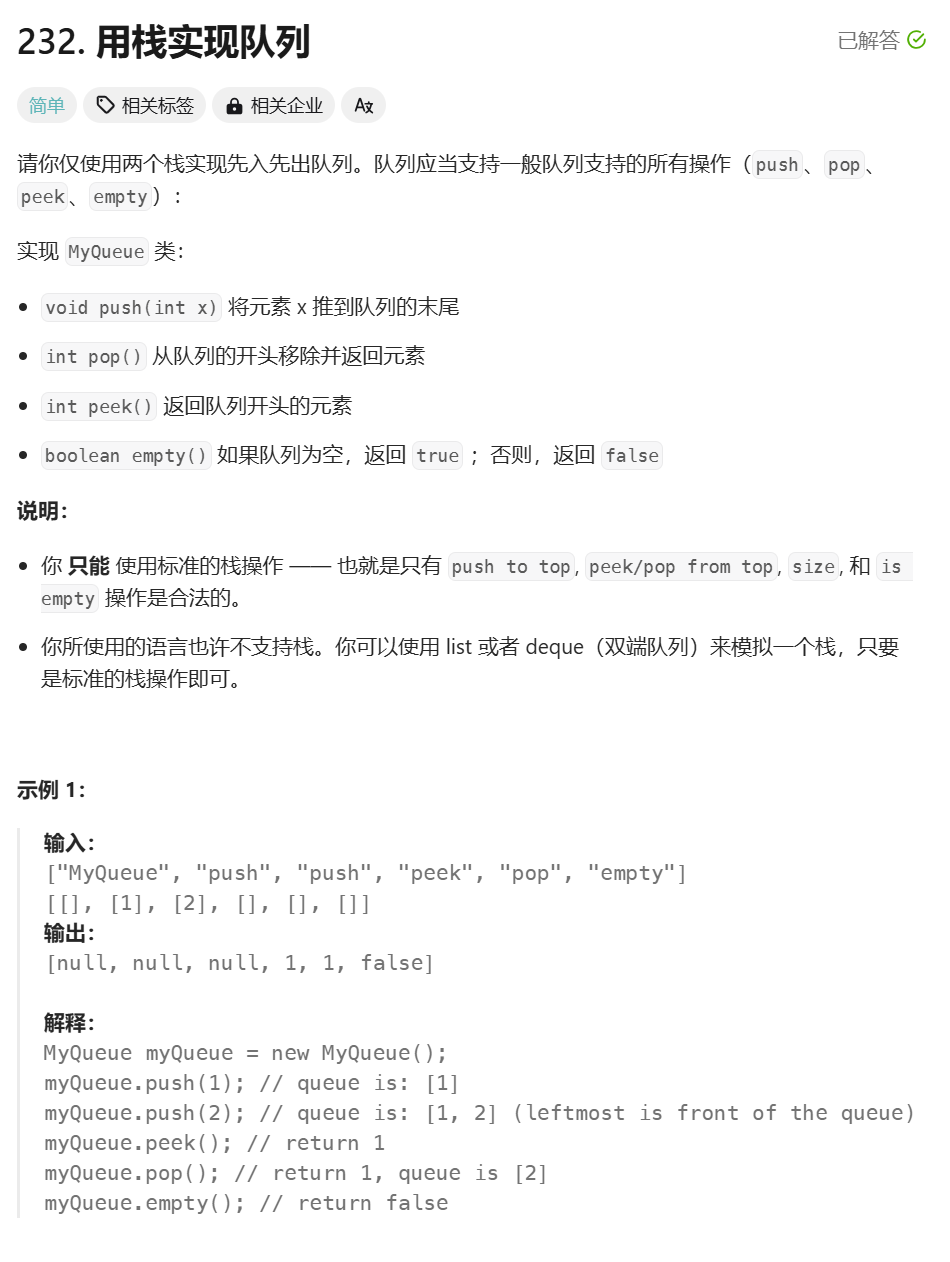 232. 用栈实现队列
已解答
简单 相关标签 相关企业 A文
请你仅使用两个栈实现先入先出队列。队列应当支持一般队列支持的所有操作（push、pop、
peek、empty）：
实现 MyQueue 类：
• void push(int x) 将元素 x 推到队列的末尾
• int pop() 从队列的开头移除并返回元素
• int peek() 返回队列开头的元素
• boolean empty() 如果队列为空，返回 true ；否则，返回 false
说明：
• 你 只能 使用标准的栈操作 —— 也就是只有 push to top, peek/pop from top, size, 和 is
empty 操作是合法的。
• 你所使用的语言也许不支持栈。你可以使用 list 或者 deque（双端队列）来模拟一个栈，只要
是标准的栈操作即可。
示例 1：
输入：
["MyQueue", "push", "push", "peek", "pop", "empty"]
[[], [1], [2], [], [], []]
输出：
[null, null, null, 1, 1, false]
解释：
MyQueue myQueue = new MyQueue();
myQueue.push(1); // queue is: [1]
myQueue.push(2); // queue is: [1, 2] (leftmost is front of the queue)
myQueue.peek(); // return 1
myQueue.pop(); // return 1, queue is [2]
myQueue.empty(); // return false